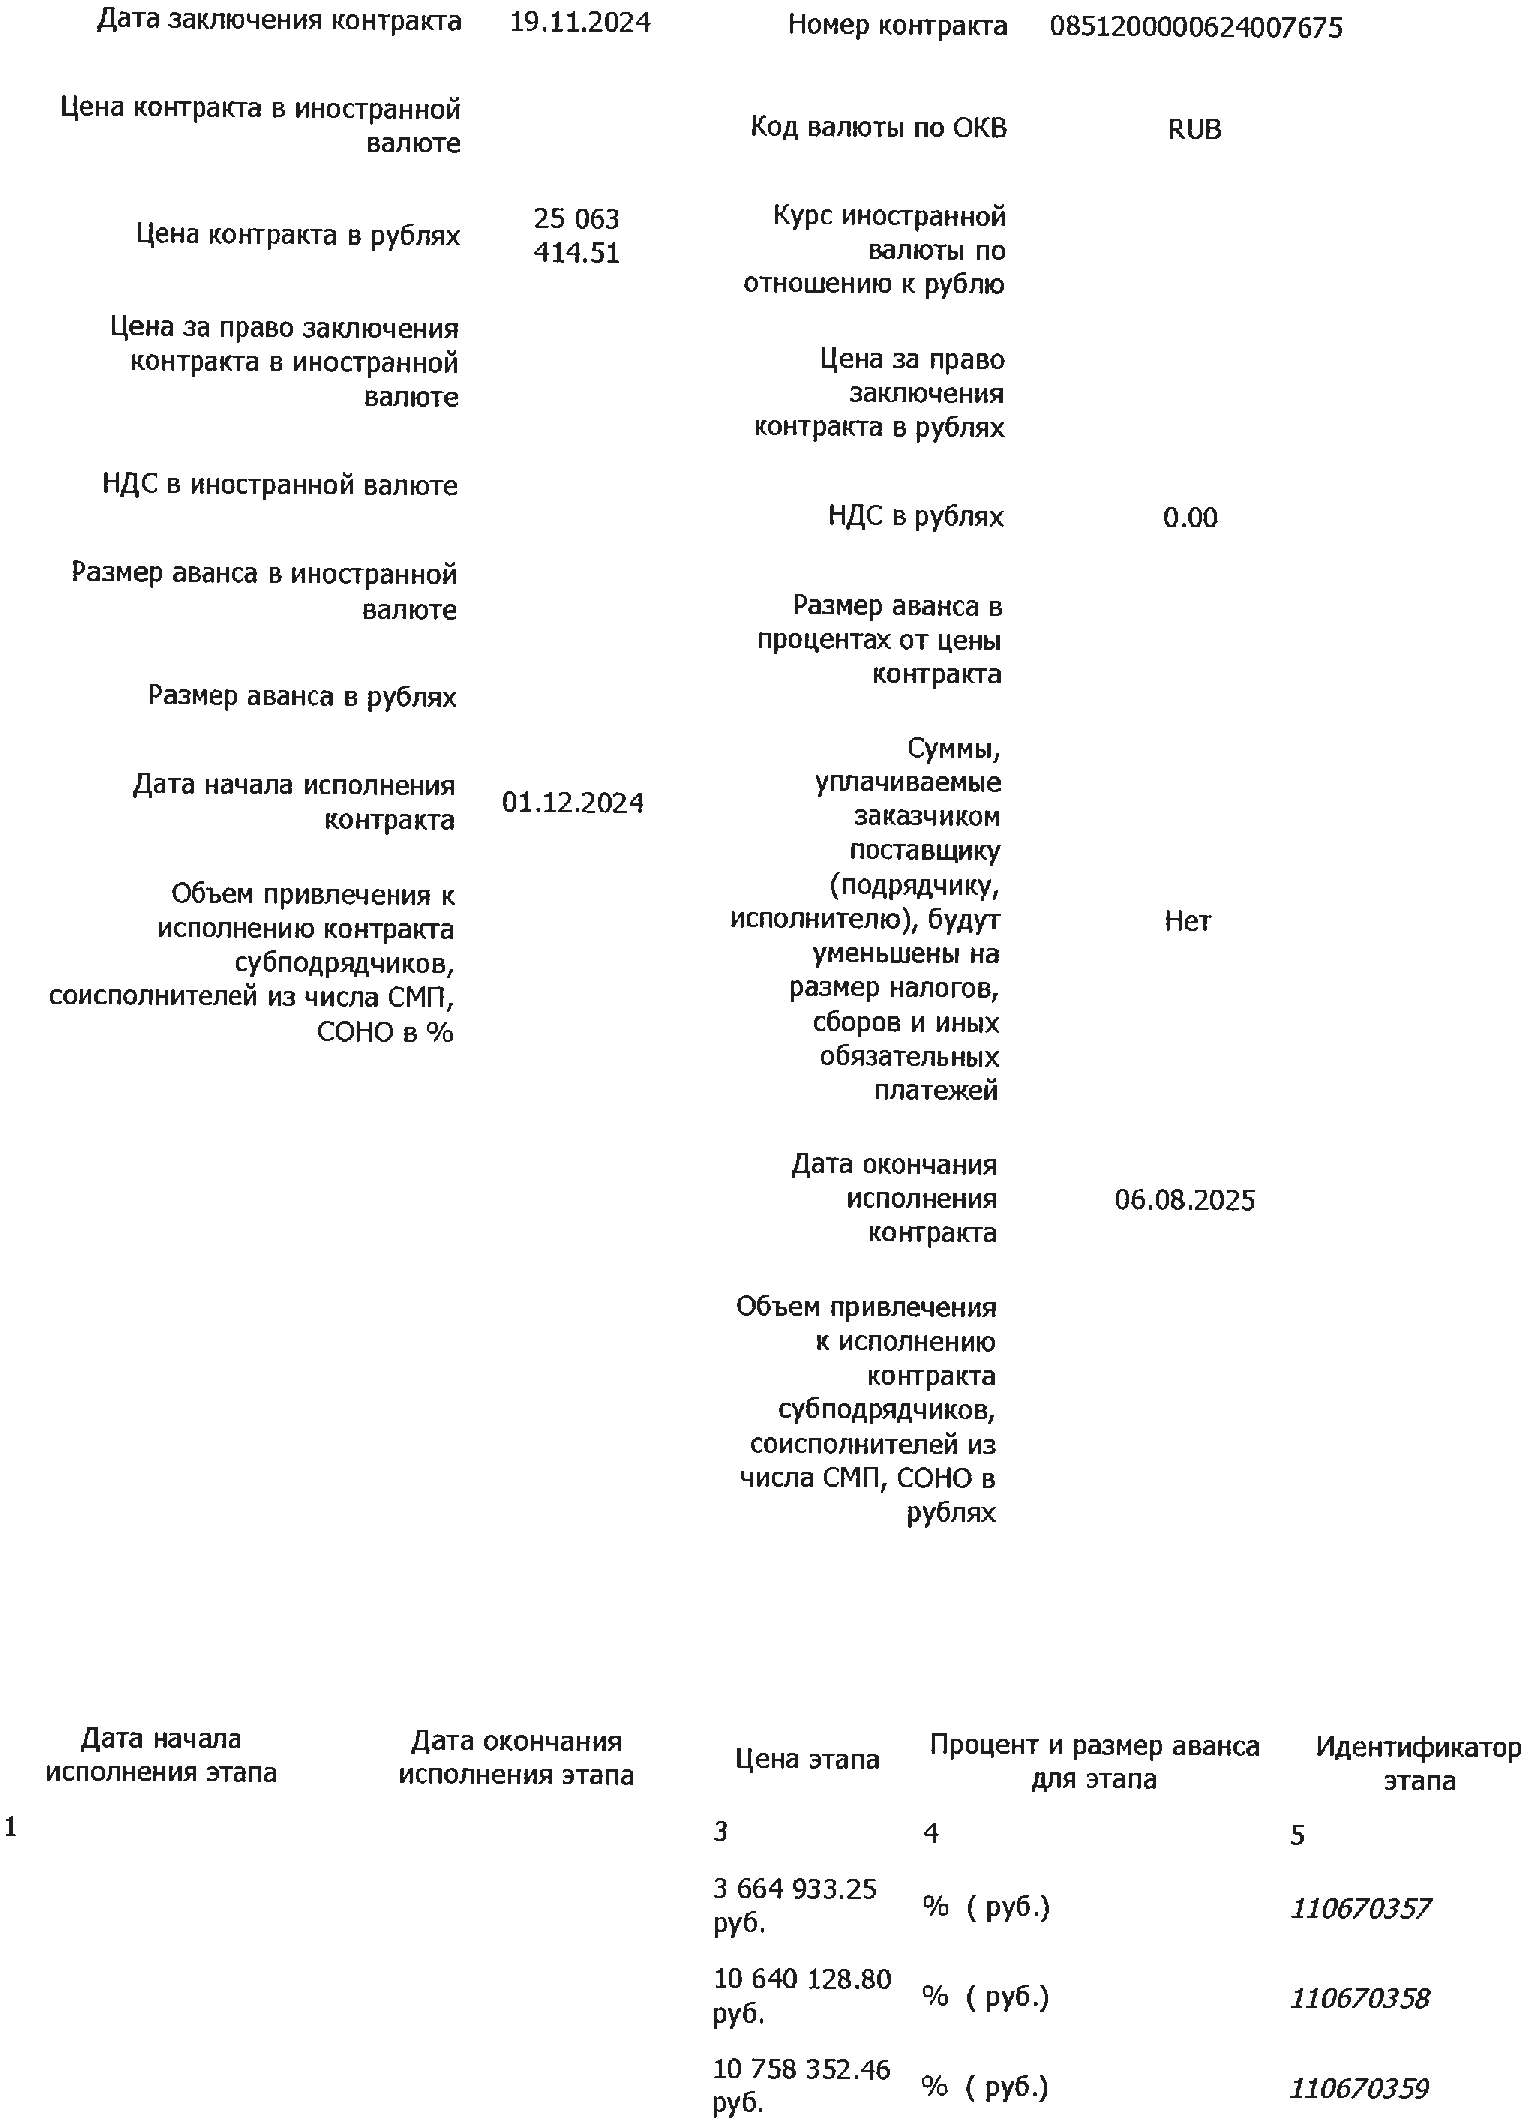 Дата заключения контракта 19.11.2024
Номер контракта 0851200000624007675
Цена контракта в иностранной
валюте
Код валюты по ОКВ RUB
Цена контракта в рублях
25 063
414.51
Курс иностранной
валюты по
отношению к рублю
Цена за право заключения
контракта в иностранной
валюте
Цена за право
заключения
контракта в рублях
НДС в иностранной валюте
НДС в рублях 0.00
Размер аванса в иностранной
валюте
Размер аванса в
процентах от цены
контракта
Размер аванса в рублях
Суммы,
уплачиваемые
заказчиком
поставщику
(подрядчику,
исполнителю), будут
уменьшены на
размер налогов,
сборов и иных
обязательных
платежей
Нет
Дата начала исполнения
контракта
01.12.2024
Объем привлечения к
исполнению контракта
субподрядчиков,
соисполнителей из числа СМП,
СОНО в %
Дата окончания
исполнения
контракта
06.08.2025
Объем привлечения
к исполнению
контракта
субподрядчиков,
соисполнителей из
числа СМП, СОНО в
рублях
Дата начала
исполнения этапа
Дата окончания
исполнения этапа
Цена этапа
Процент и размер аванса
для этапа
Идентификатор
этапа
1 3 4 5
3 664 933.25
руб.
% ( руб.)
110670357
10 640 128.80
руб.
% ( руб.)
110670358
10 758 352.46
руб.
% ( руб.)
110670359